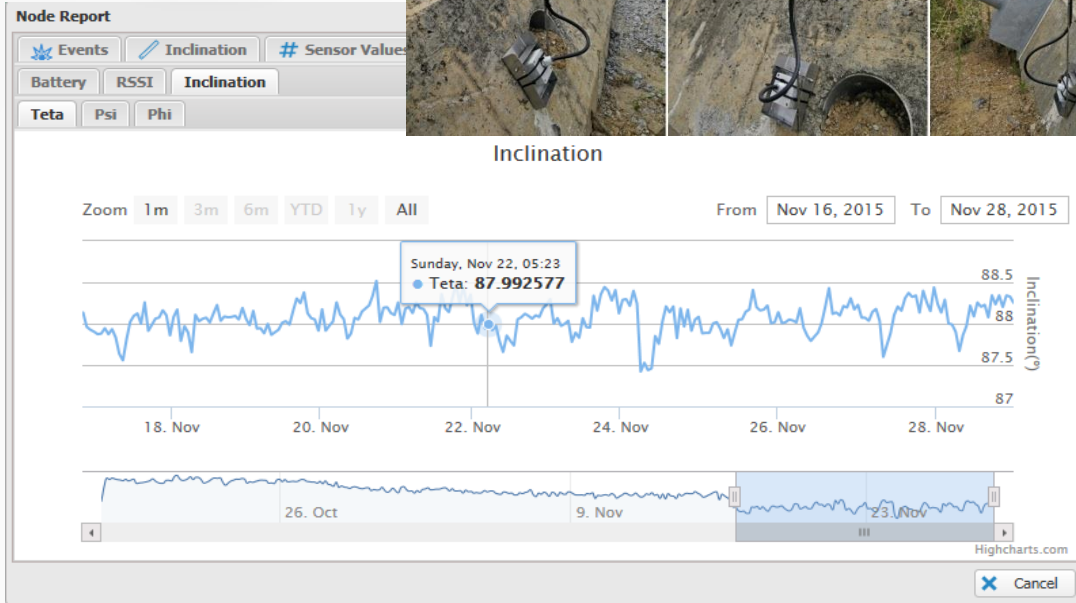 Node Report
Events Inclination # Sensor Values
Battery RSSI Inclination
Teta Psi Phi
Inclination
Zoom 1m 3m 6m YTD 1y All From Nov 16, 2015 To Nov 28, 2015
Sunday, Nov 22, 05:23
● Teta: 87.992577
88.5
88
87.5
87
Inclination(º)
18. Nov 20. Nov 22. Nov 24. Nov 26. Nov 28. Nov
26. Oct 9. Nov 23. Nov
Highcharts.com
Cancel